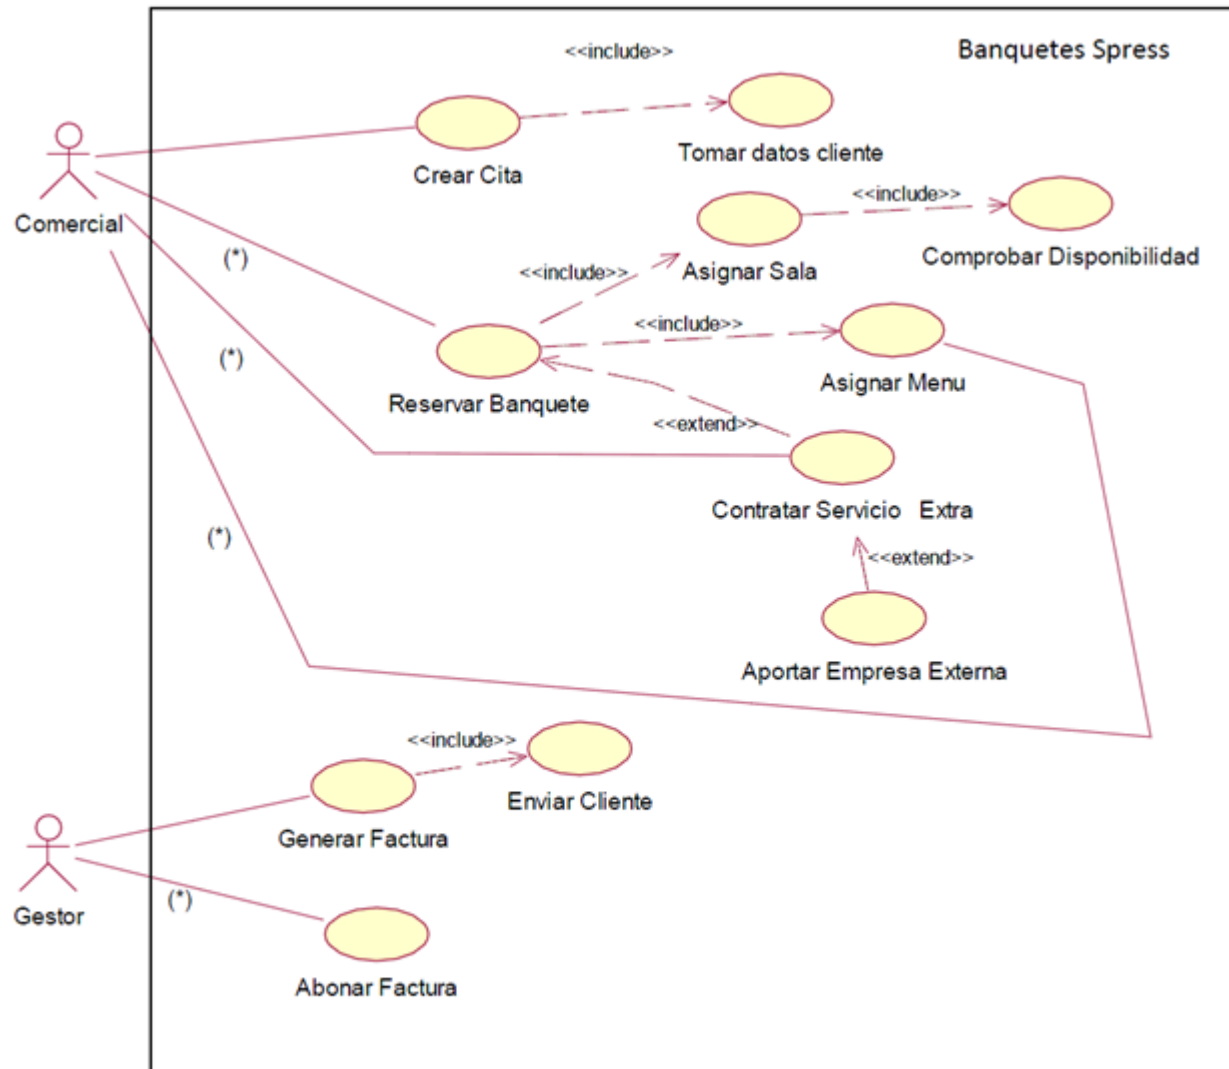 <<include>>
Banquetes Spress
Tomar datos cliente
Crear Cita
Comercial
<<include>>
(*)
Comprobar Disponibilidad
<<include>>
Asignar Sala
<<include>>
(*)
Asignar Menu
Reservar Banquete
<<extend>>
Contratar Servicio Extra
(*)
<<extend>>
Aportar Empresa Externa
<<include>>
Enviar Cliente
Generar Factura
(*)
Gestor
Abonar Factura